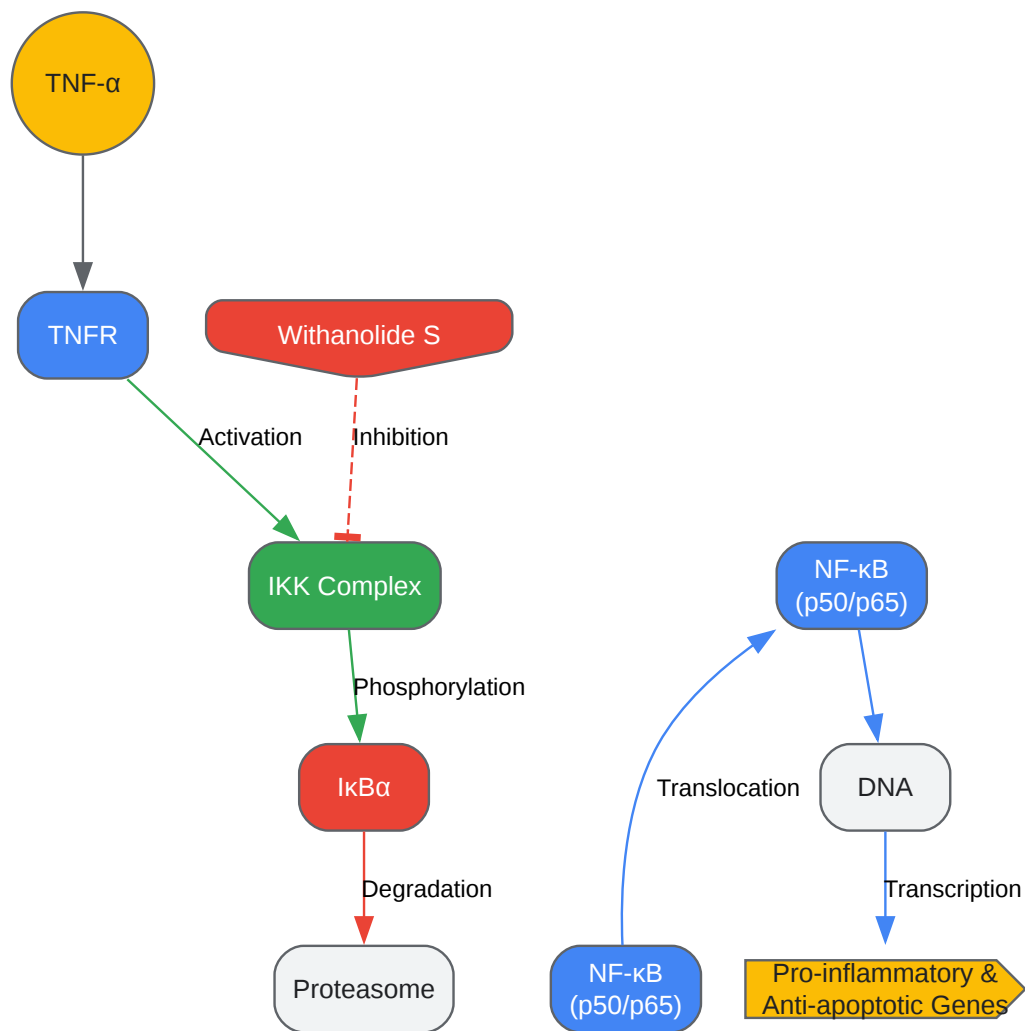 TNF-α
TNFR
Withanolide S
Activation
Inhibition
IKK Complex
NF-κB
(p50/p65)
Phosphorylation
IκBα
Translocation
DNA
Degradation
Transcription
Proteasome
NF-κB
(p50/p65)
Pro-inflammatory &
Anti-apoptotic Genes